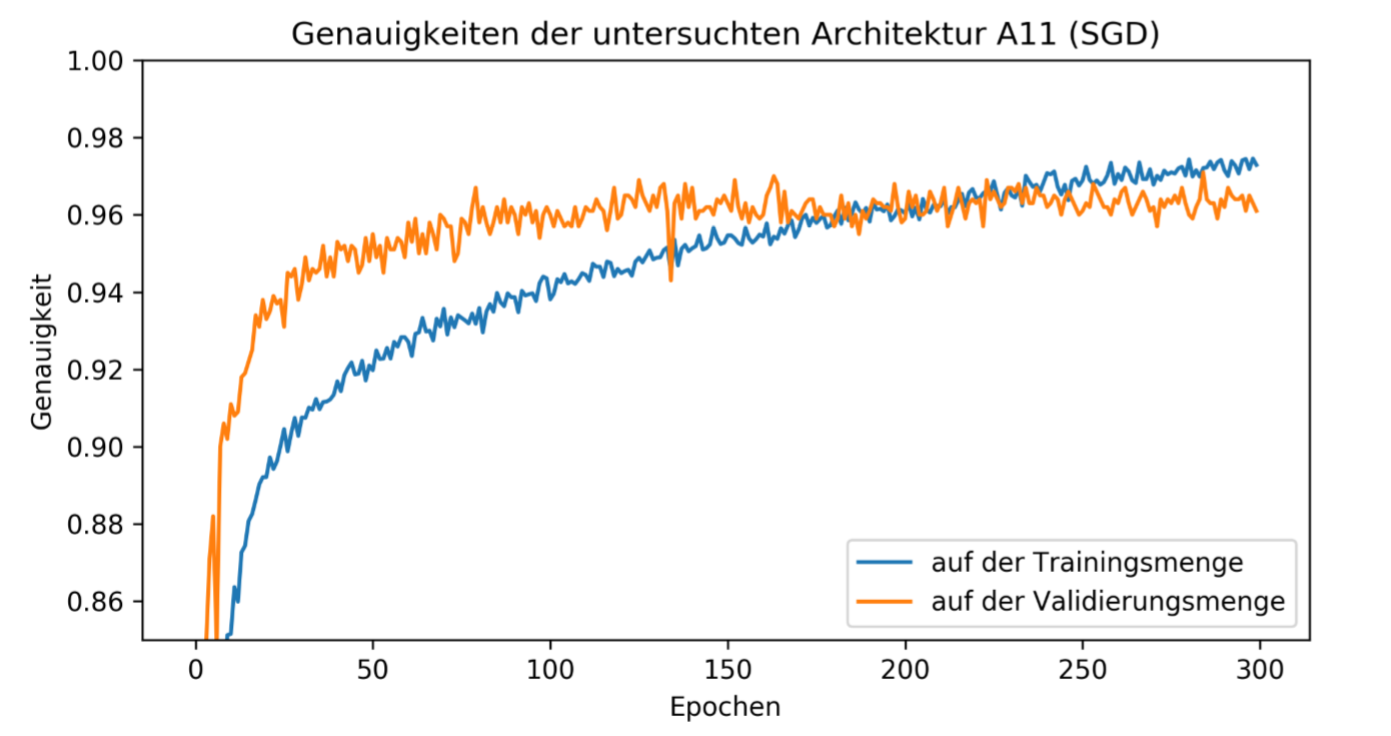 Genauigkeiten der untersuchten Architektur A11 (SGD)
1.00
0.98
0.96
0.94
0.92
0.90
0.88
0.86
Genauigkeit
auf der Trainingsmenge
auf der Validierungsmenge
0 50 100 150 200 250 300
Epochen